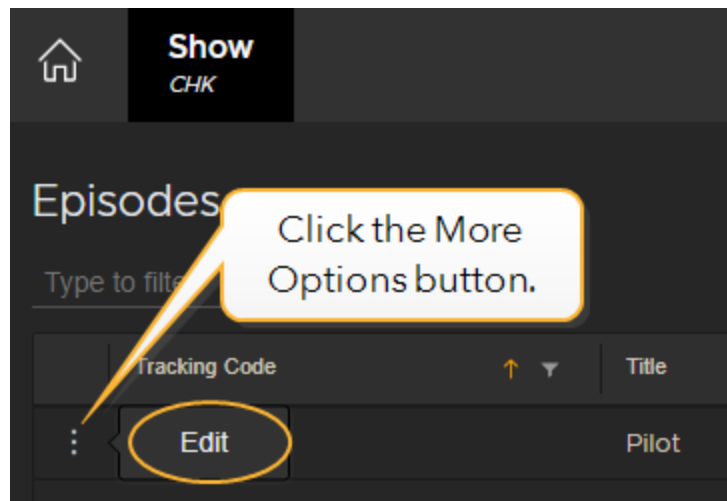 Show
CHK
Episodes
Click the More
Options button.
Type to filte
Tracking Code
Title
Edit
Pilot